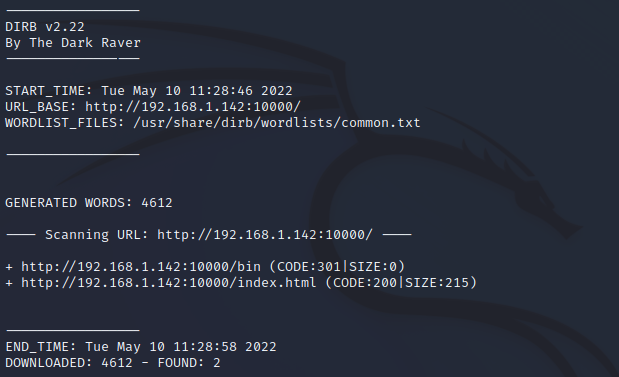 -----------------
DIRB v2.22
By The Dark Raver
-----------------
START_TIME: Tue May 10 11:28:46 2022
URL_BASE: http://192.168.1.142:10000/
WORDLIST_FILES: /usr/share/dirb/wordlists/common.txt
-----------------
GENERATED WORDS: 4612
---- Scanning URL: http://192.168.1.142:10000/ ----
+ http://192.168.1.142:10000/bin (CODE:301|SIZE:0)
+ http://192.168.1.142:10000/index.html (CODE:200|SIZE:215)
-----------------
END_TIME: Tue May 10 11:28:58 2022
DOWNLOADED: 4612 - FOUND: 2